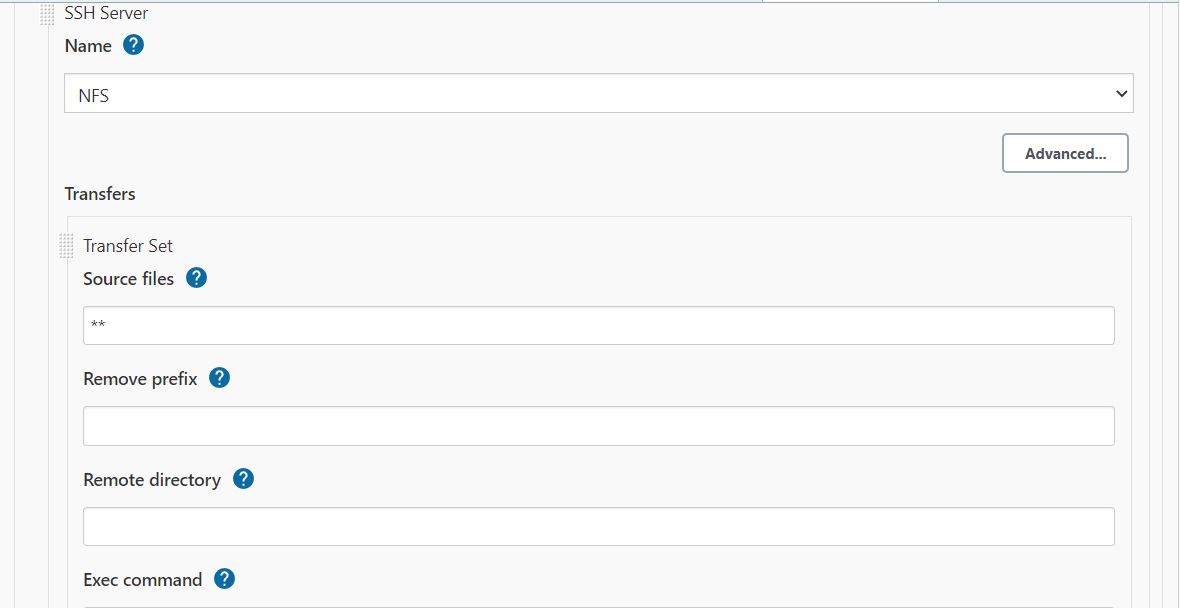 SSH Server
Name ?
NFS
Advanced...
Transfers
Transfer Set
Source files ?
**
Remove prefix ?
Remote directory ?
Exec command ?